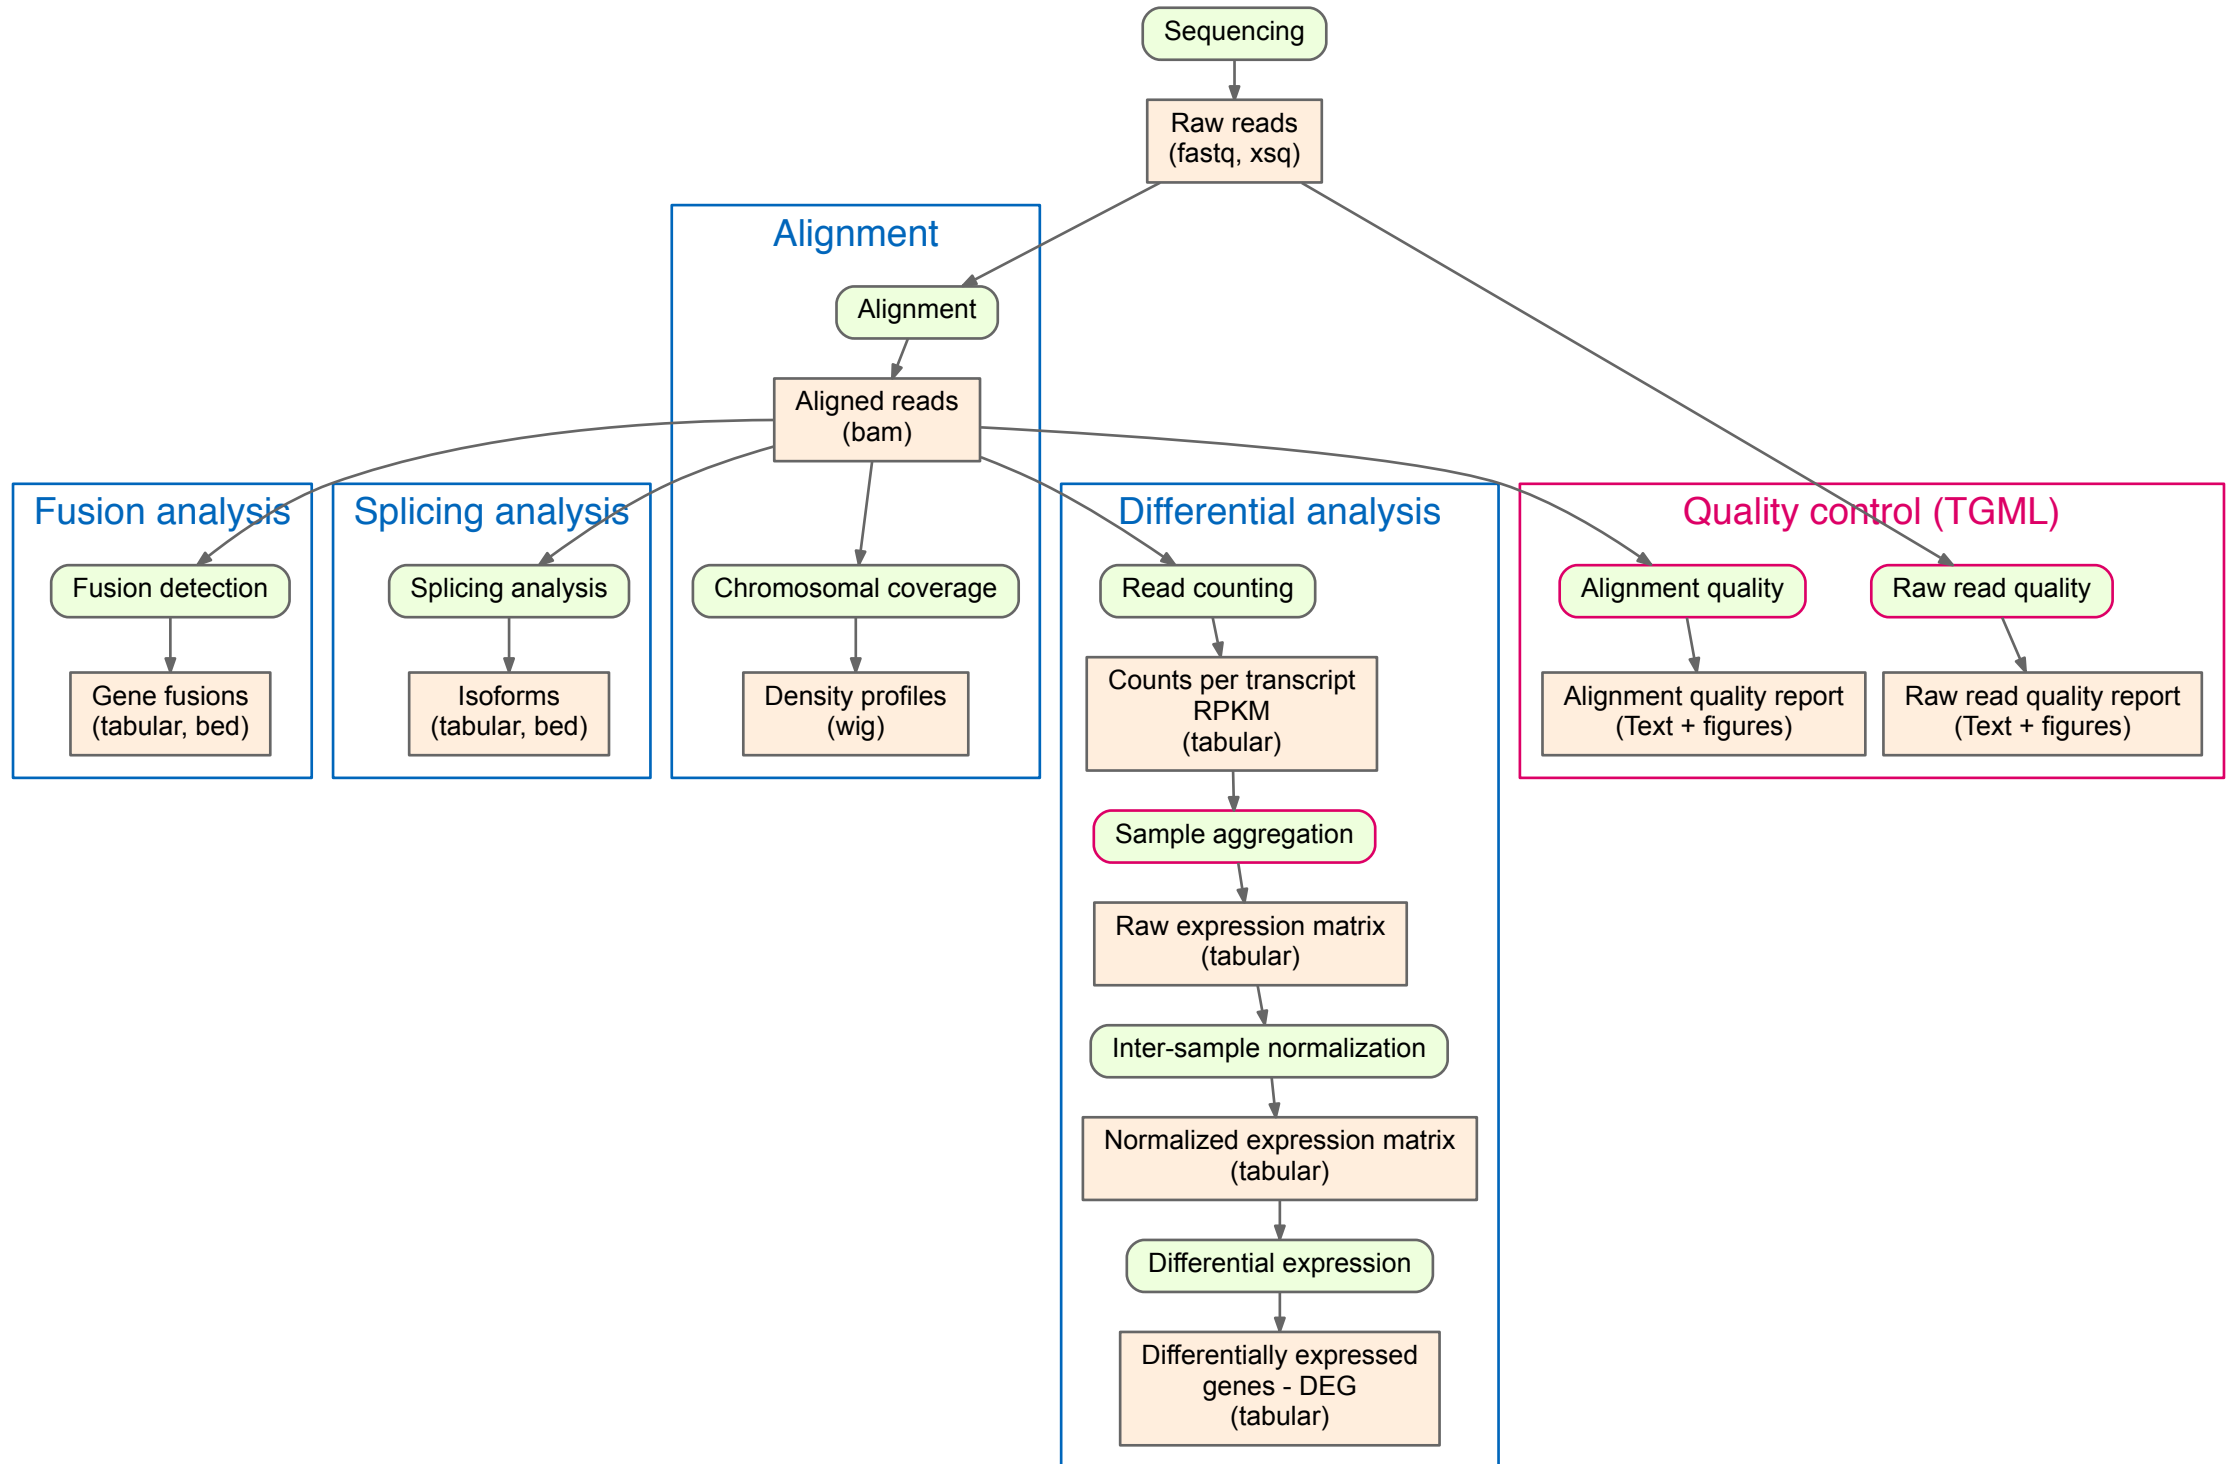 Sequencing
Raw reads
(fastq, xsq)
Alignment
Alignment
Aligned reads
(bam)
Fusion analysis
Fusion detection
Gene fusions
(tabular, bed)
Splicing analysis
Splicing analysis
Isoforms
(tabular, bed)
Chromosomal coverage
Density profiles
(wig)
Differential analysis
Read counting
Counts per transcript
RPKM
(tabular)
Sample aggregation
Raw expression matrix
(tabular)
Inter-sample normalization
Normalized expression matrix
(tabular)
Differential expression
Differentially expressed
genes - DEG
(tabular)
Quality control (TGML)
Alignment quality
Alignment quality report
(Text + figures)
Raw read quality
Raw read quality report
(Text + figures)